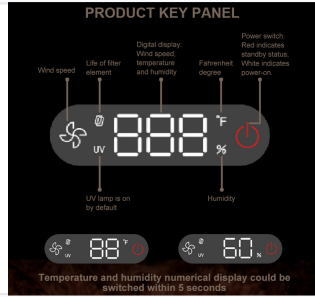 PRODUCT KEY PANEL
Power switch:
Red indicates
standby status.
White indicates
power-on.
Digital display:
Wind speed,
temperature
and humidity
Wind speed
Life of filter
element
Fahrenheit
degree
888
°F
UV
%
UV lamp is on
by default
Humidity
88 °F
UV
60 %
UV
Temperature and humidity numerical display could be
switched within 5 seconds